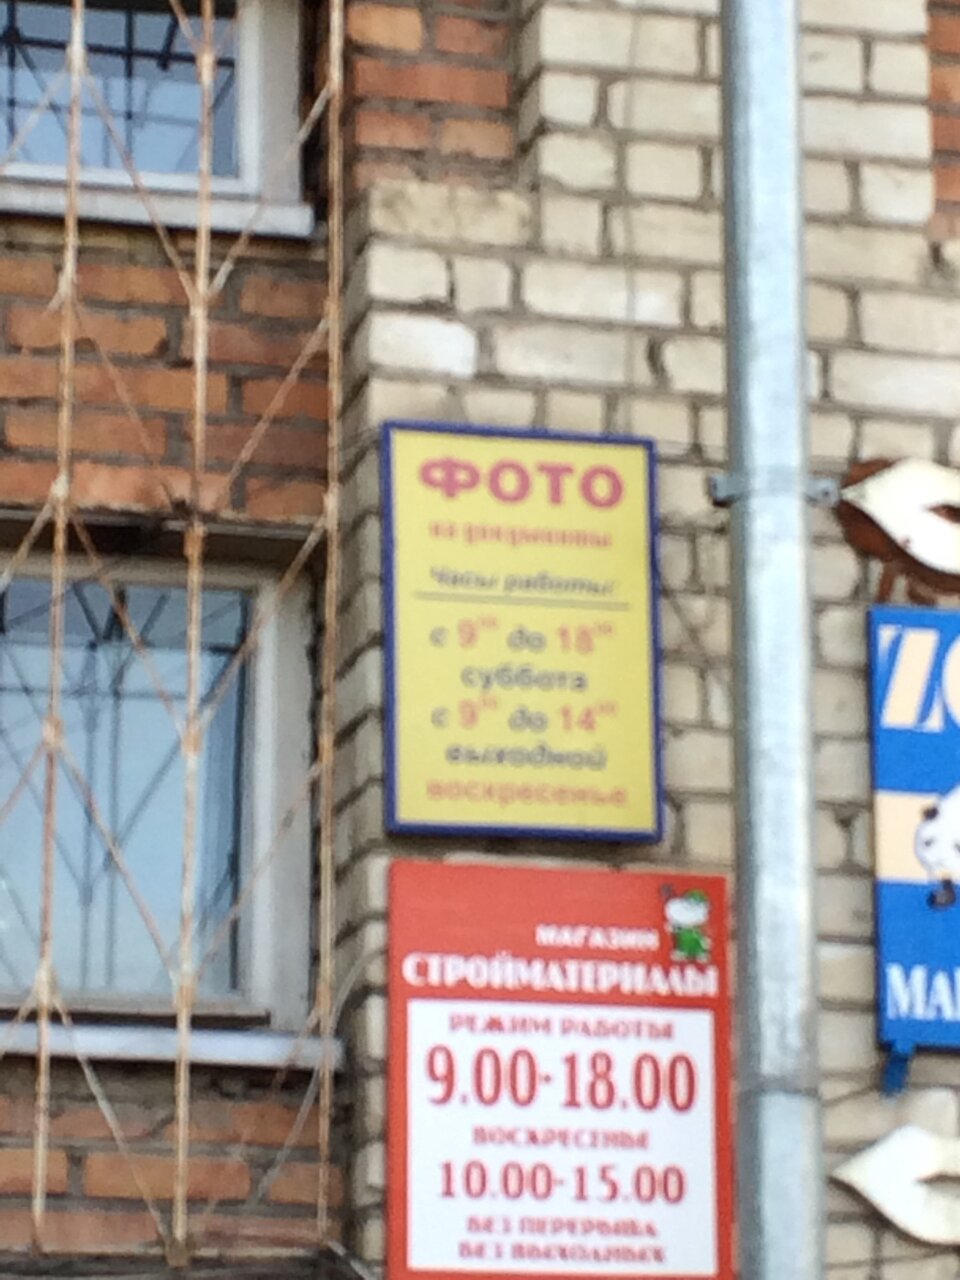 ФОТО
на документы
Часы работы:
с 9⁰⁰ до 18⁰⁰
суббота
с 9⁰⁰ до 14⁰⁰
выходной
воскресенье
МАГАЗИН
СТРОЙМАТЕРИАЛЫ
РЕЖИМ РАБОТЫ
9.00-18.00
ВОСКРЕСЕНЬЕ
10.00-15.00
БЕЗ ПЕРЕРЫВА
БЕЗ ВЫХОДНЫХ